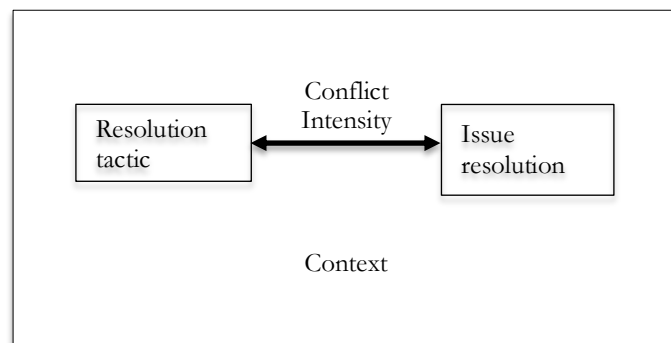 Conflict
Intensity
Resolution
tactic
Issue
resolution
Context